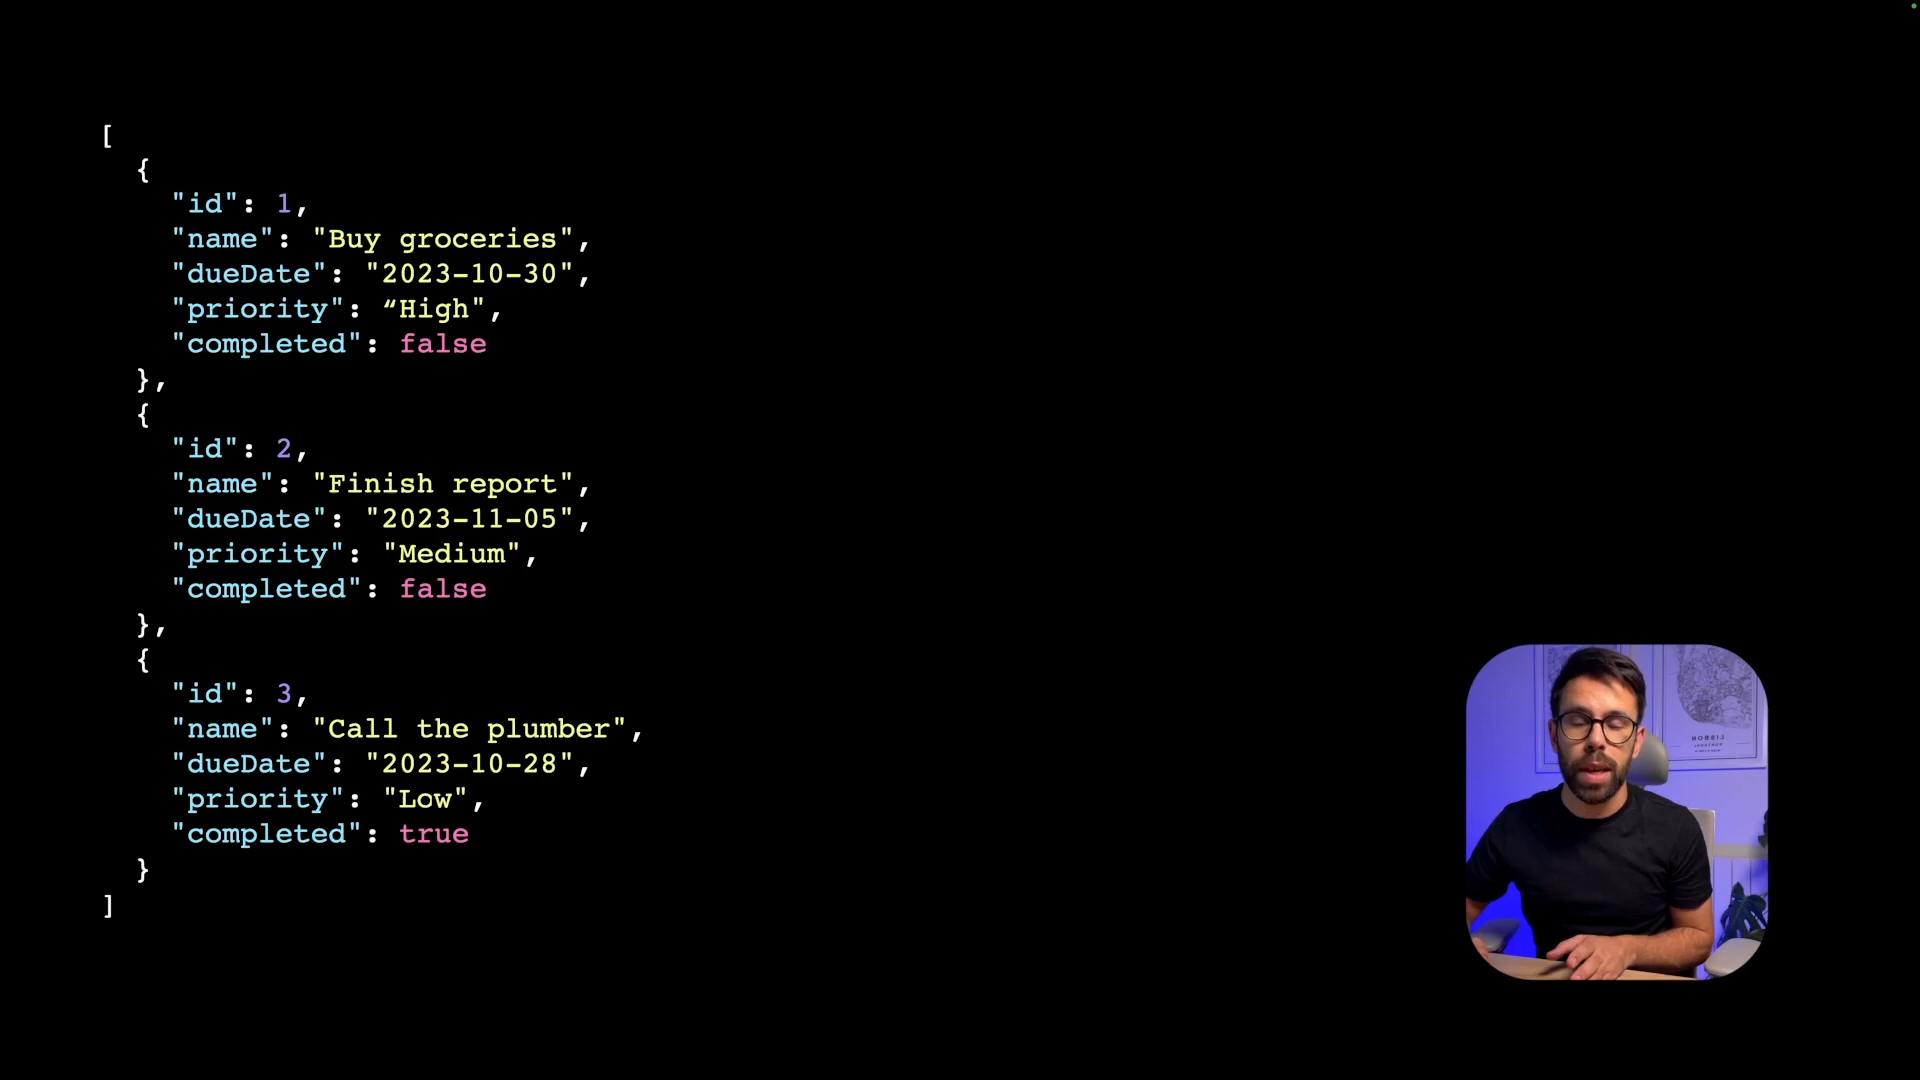 [
{
"id": 1,
"name": "Buy groceries",
"dueDate": "2023-10-30",
"priority": “High",
"completed": false
},
{
"id": 2,
"name": "Finish report",
"dueDate": "2023-11-05",
"priority": "Medium",
"completed": false
},
{
"id": 3,
"name": "Call the plumber",
"dueDate": "2023-10-28",
"priority": "Low",
"completed": true
}
]
LISBON